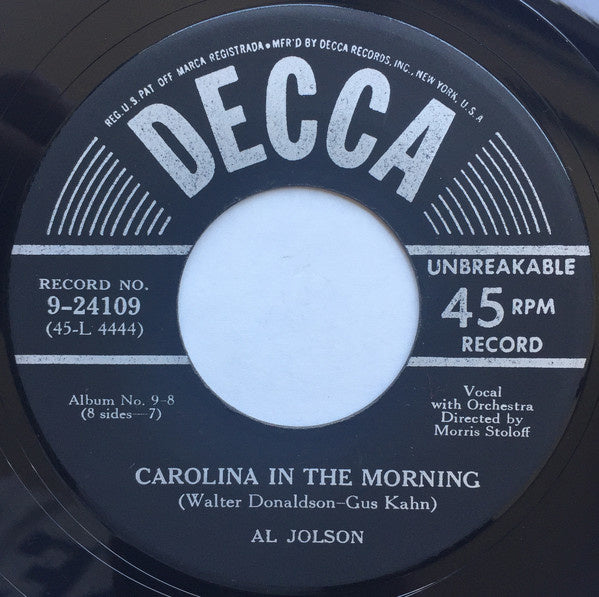 REG. U.S. PAT OFF MARCA REGISTRADA • MFR'D BY DECCA RECORDS, INC., NEW YORK, U.S.A
DECCA
RECORD NO.
9-24109
(45-L 4444)
UNBREAKABLE
45 RPM
RECORD
Album No. 9-8
(8 sides—7)
Vocal
with Orchestra
Directed by
Morris Stoloff
CAROLINA IN THE MORNING
(Walter Donaldson-Gus Kahn)
AL JOLSON